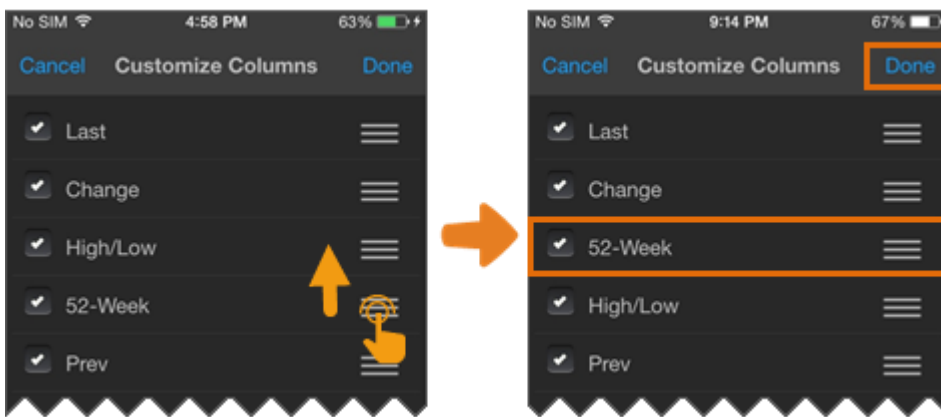 No SIM 4:58 PM 63%
Cancel Customize Columns Done
Last
Change
High/Low
52-Week
Prev
No SIM 9:14 PM 67%
Cancel Customize Columns Done
Last
Change
52-Week
High/Low
Prev